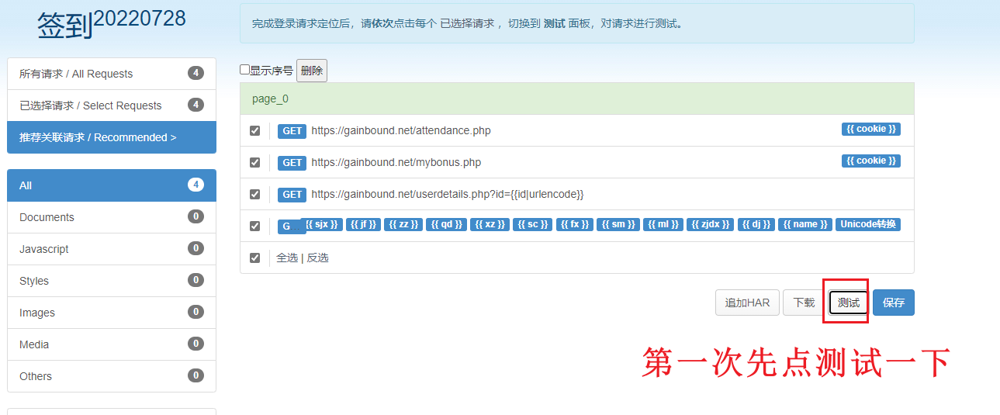 签到20220728
所有请求 / All Requests 4
已选择请求 / Select Requests 4
推荐关联请求 / Recommended >
All 4
Documents 0
Javascript 0
Styles 0
Images 0
Media 0
Others 0
完成登录请求定位后，请依次点击每个 已选择请求 ，切换到 测试 面板，对请求进行测试。
显示序号 删除
page_0
GET https://gainbound.net/attendance.php {{ cookie }}
GET https://gainbound.net/mybonus.php {{ cookie }}
GET https://gainbound.net/userdetails.php?id={{id|urlencode}}
G... {{ sjx }} {{ jf }} {{ zz }} {{ qd }} {{ xz }} {{ sc }} {{ fx }} {{ sm }} {{ ml }} {{ zjdx }} {{ dj }} {{ name }} Unicode转换
全选 | 反选
追加HAR 下载 测试 保存
第一次先点测试一下